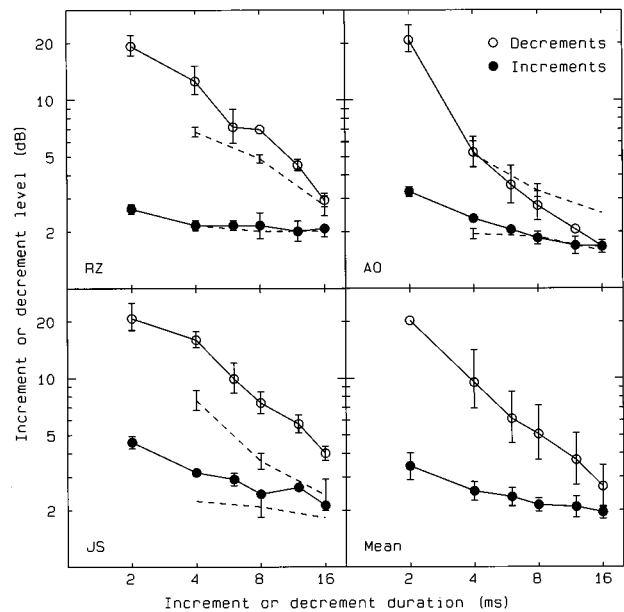 20
10
5
2
RZ
Decrements
Increments
AO
Increment or decrement level (dB)
20
10
5
2
JS
Mean
2 4 8 16 2 4 8 16
Increment or decrement duration (ms)